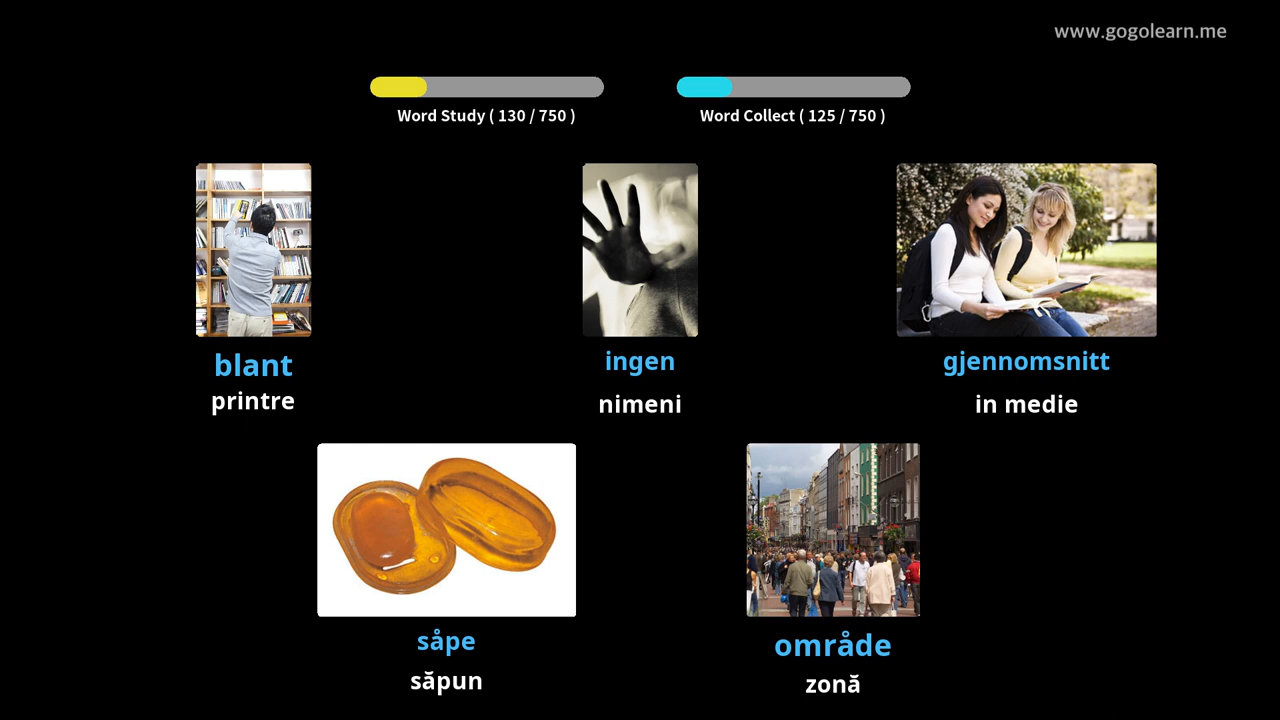 www.gogolearn.me
Word Study ( 130 / 750 )
Word Collect ( 125 / 750 )
blant
printre
ingen
nimeni
gjennomsnitt
in medie
såpe
săpun
område
zonă